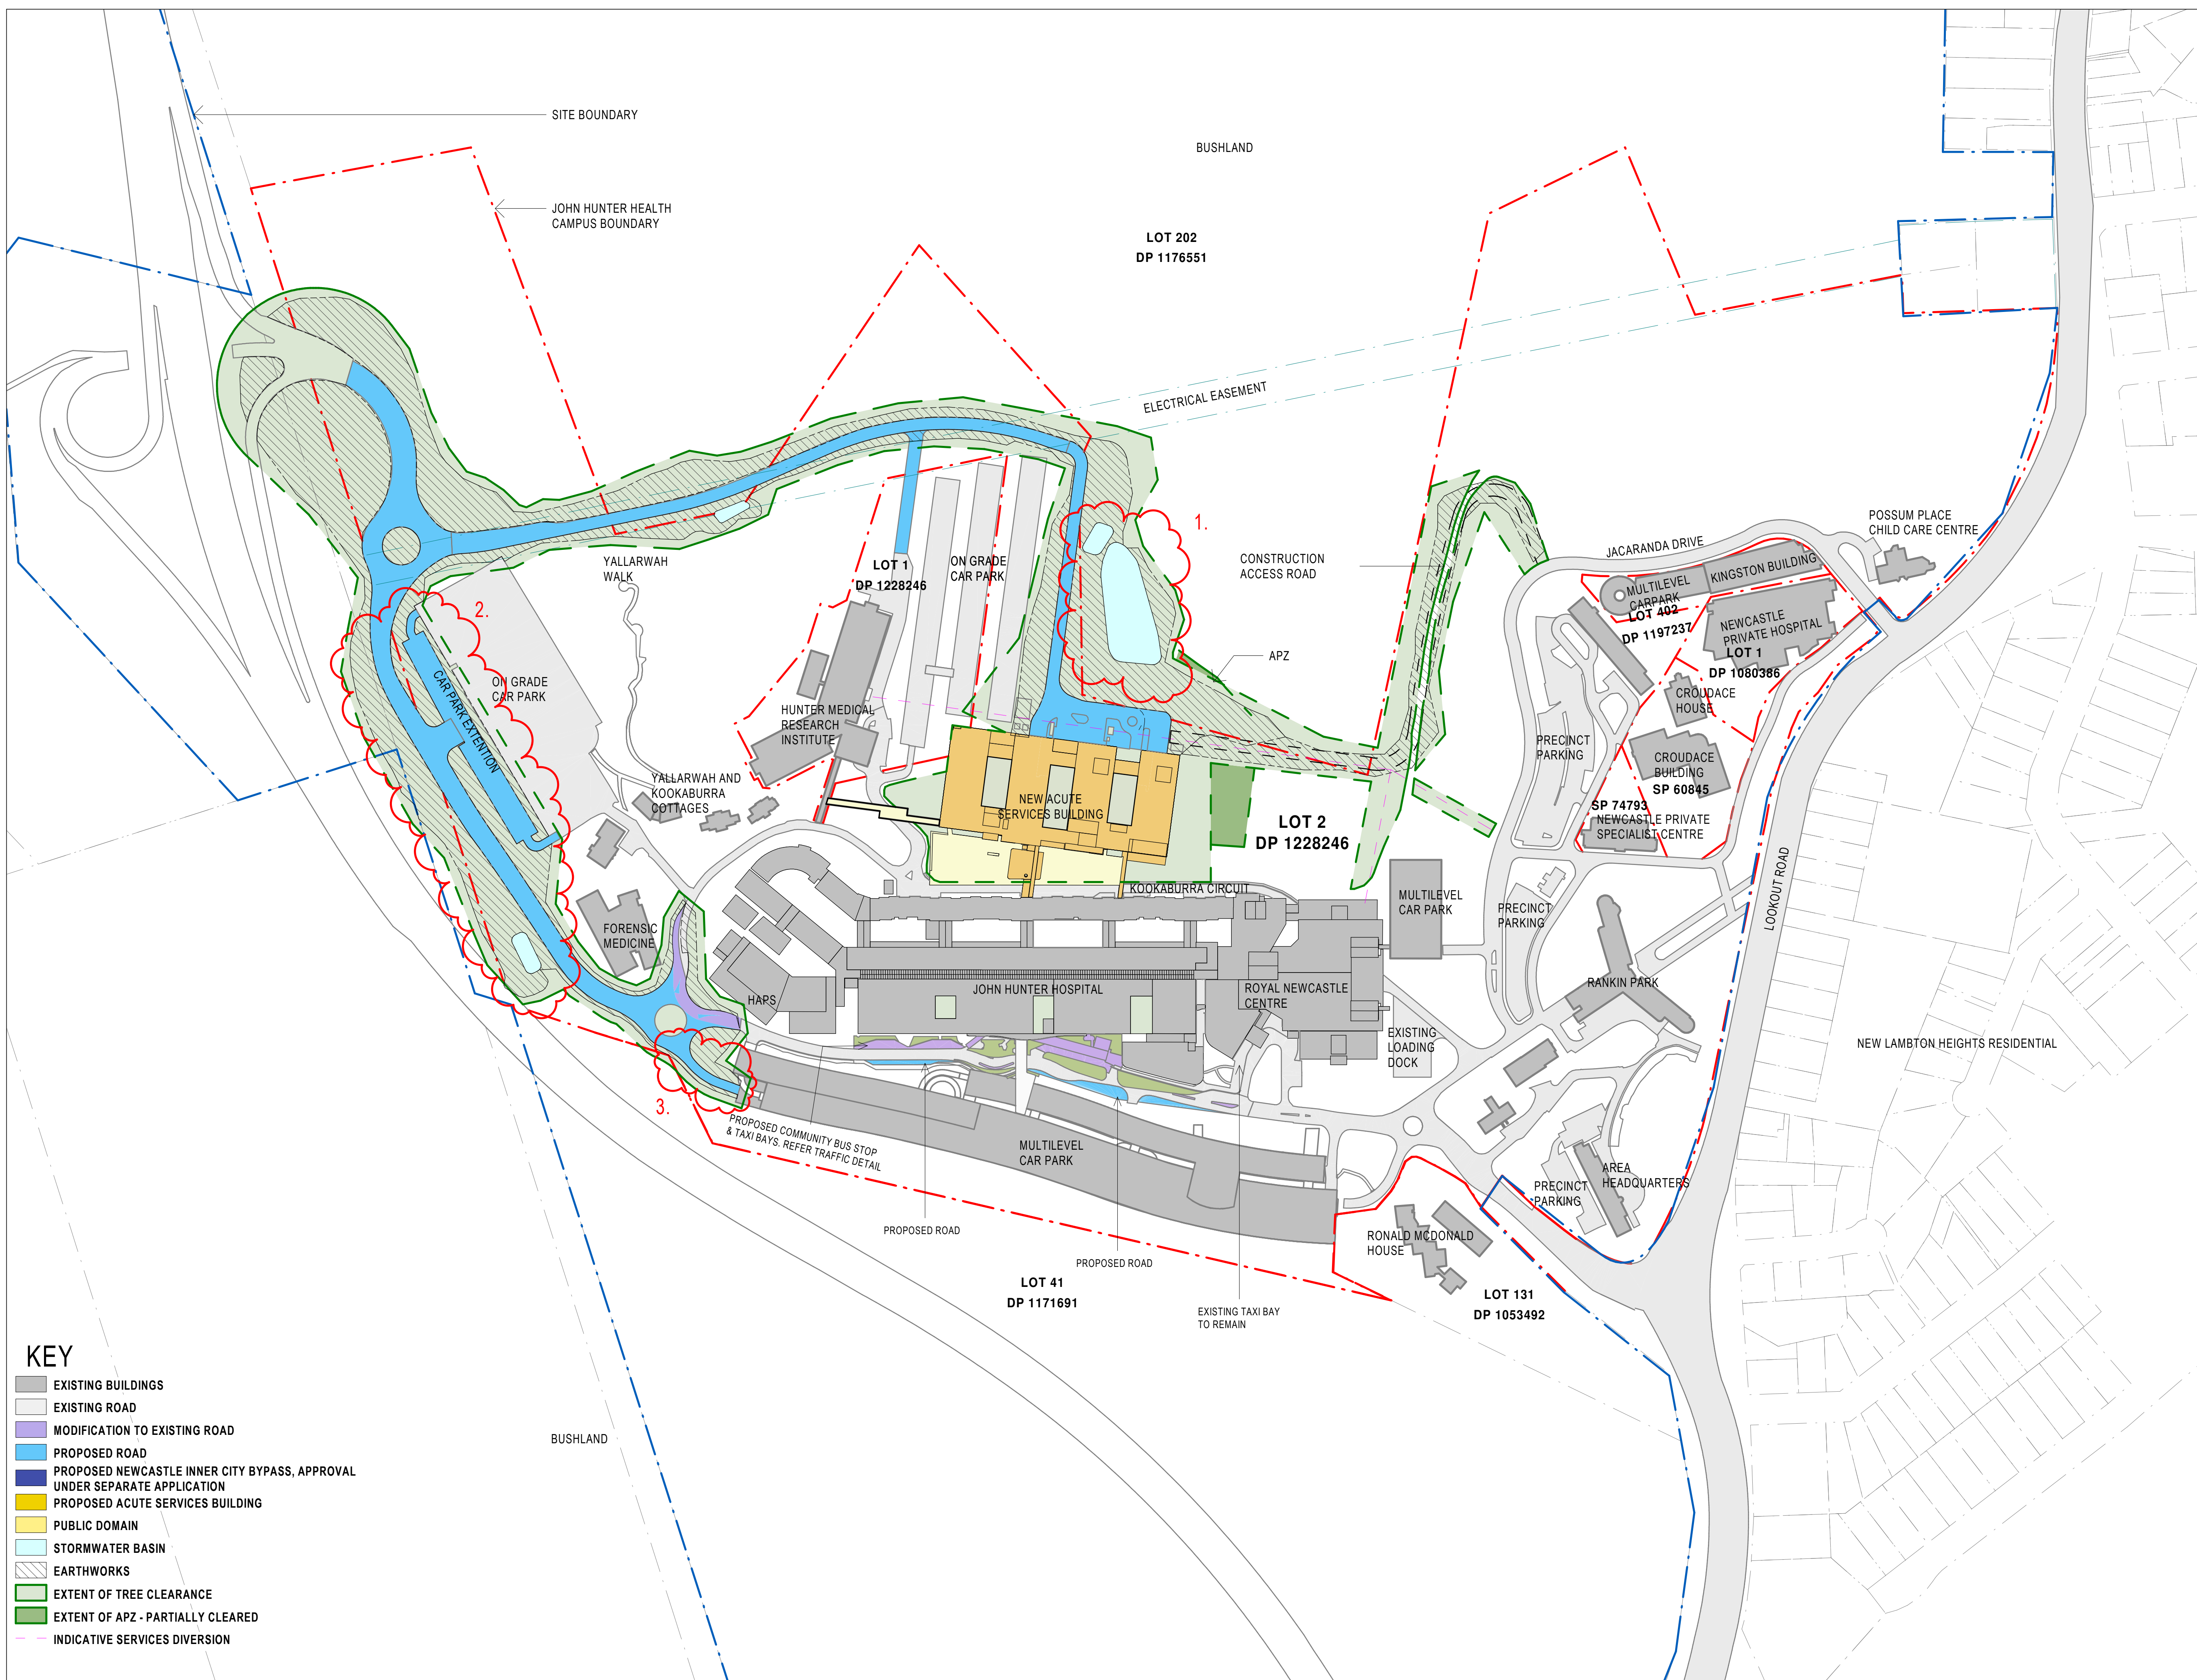 SITE BOUNDARY
BUSHLAND
JOHN HUNTER HEALTH
CAMPUS BOUNDARY
LOT 202
DP 1176551
ELECTRICAL EASEMENT
1.
POSSUM PLACE
CHILD CARE CENTRE
JACARANDA DRIVE
CONSTRUCTION
ACCESS ROAD
YALLARWAH
WALK
LOT 1
DP 1228246
ON GRADE
CAR PARK
KINGSTON BUILDING
MULTILEVEL
CARPARK
LOT 402
DP 1197237
NEWCASTLE
PRIVATE HOSPITAL
LOT 1
DP 1080386
2.
APZ
ON GRADE
CAR PARK
CAR PARK EXTENTION
CROUDACE
HOUSE
HUNTER MEDICAL
RESEARCH
INSTITUTE
PRECINCT
PARKING
CROUDACE
BUILDING
SP 60845
YALLARWAH AND
KOOKABURRA
COTTAGES
NEW ACUTE
SERVICES BUILDING
SP 74793
NEWCASTLE PRIVATE
SPECIALIST CENTRE
LOT 2
DP 1228246
LOOKOUT ROAD
KOOKABURRA CIRCUIT
MULTILEVEL
CAR PARK
PRECINCT
PARKING
FORENSIC
MEDICINE
HAPS
JOHN HUNTER HOSPITAL
ROYAL NEWCASTLE
CENTRE
RANKIN PARK
EXISTING
LOADING
DOCK
NEW LAMBTON HEIGHTS RESIDENTIAL
3.
PROPOSED COMMUNITY BUS STOP
& TAXI BAYS. REFER TRAFFIC DETAIL
MULTILEVEL
CAR PARK
AREA
HEADQUARTERS
PRECINCT
PARKING
PROPOSED ROAD
PROPOSED ROAD
RONALD MCDONALD
HOUSE
LOT 41
DP 1171691
EXISTING TAXI BAY
TO REMAIN
LOT 131
DP 1053492
BUSHLAND
KEY
EXISTING BUILDINGS
EXISTING ROAD
MODIFICATION TO EXISTING ROAD
PROPOSED ROAD
PROPOSED NEWCASTLE INNER CITY BYPASS, APPROVAL
UNDER SEPARATE APPLICATION
PROPOSED ACUTE SERVICES BUILDING
PUBLIC DOMAIN
STORMWATER BASIN
EARTHWORKS
EXTENT OF TREE CLEARANCE
EXTENT OF APZ - PARTIALLY CLEARED
INDICATIVE SERVICES DIVERSION